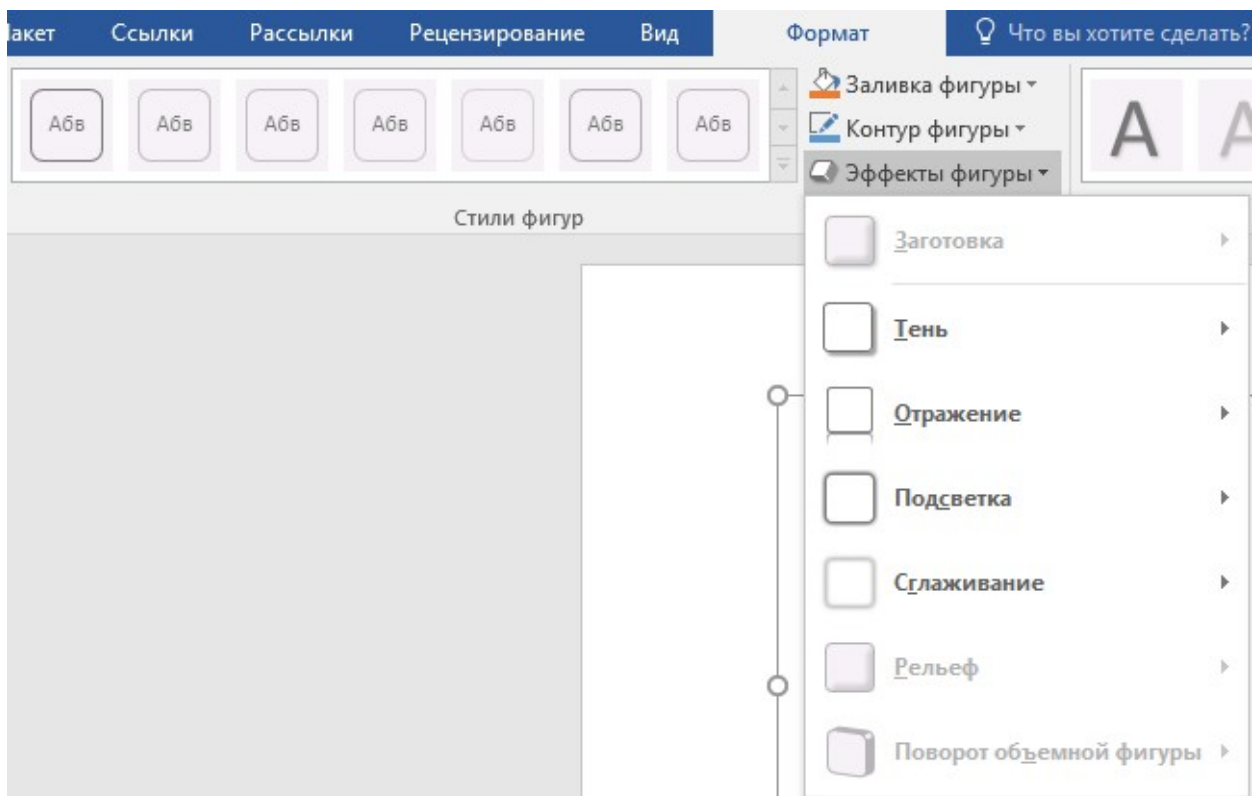 лакет Ссылки Рассылки Рецензирование Вид Формат Что вы хотите сделать?
Абв Абв Абв Абв Абв Абв Абв
Заливка фигуры
Контур фигуры
Эффекты фигуры
А А
Стили фигур
Заготовка
Тень
Отражение
Подсветка
Сглаживание
Рельеф
Поворот объемной фигуры